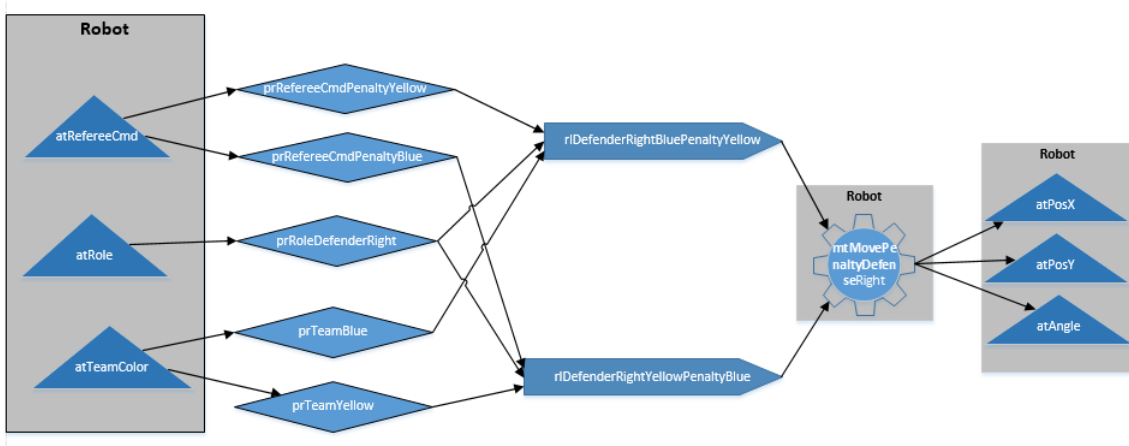 Robot
atRefereeCmd
atRole
atTeamColor
prRefereeCmdPenaltyYellow
prRefereeCmdPenaltyBlue
prRoleDefenderRight
prTeamBlue
prTeamYellow
rlDefenderRightBluePenaltyYellow
rlDefenderRightYellowPenaltyBlue
Robot
mtMovePe
naltyDefen
seRight
Robot
atPosX
atPosY
atAngle